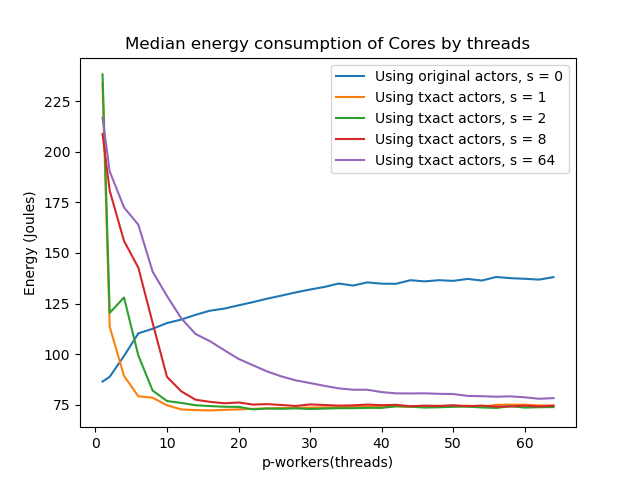 Median energy consumption of Cores by threads
Using original actors, s = 0
Using txact actors, s = 1
Using txact actors, s = 2
Using txact actors, s = 8
Using txact actors, s = 64
Energy (Joules)
225
200
175
150
125
100
75
0 10 20 30 40 50 60
p-workers(threads)